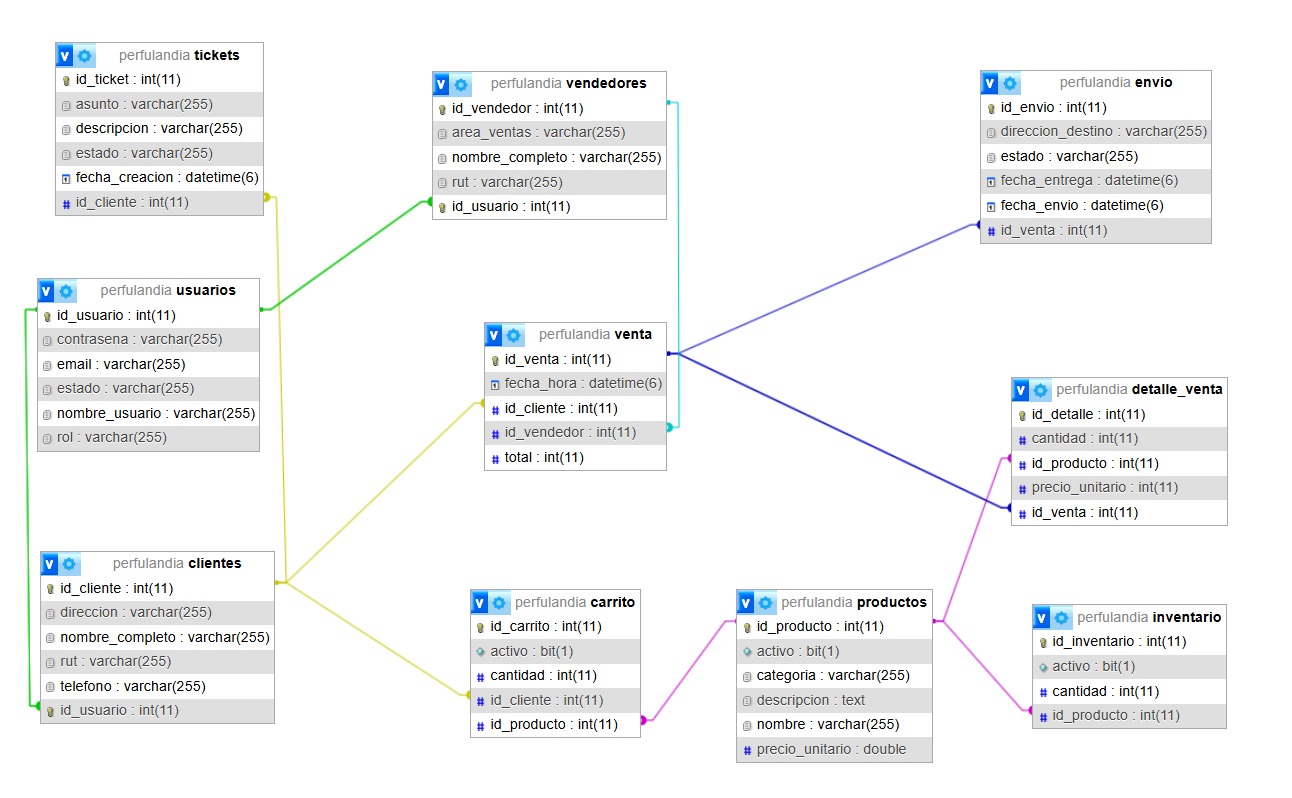 perfulandia tickets
id_ticket : int(11)
asunto : varchar(255)
descripcion : varchar(255)
estado : varchar(255)
fecha_creacion : datetime(6)
id_cliente : int(11)
perfulandia vendedores
id_vendedor : int(11)
area_ventas : varchar(255)
nombre_completo : varchar(255)
rut : varchar(255)
id_usuario : int(11)
perfulandia envio
id_envio : int(11)
direccion_destino : varchar(255)
estado : varchar(255)
fecha_entrega : datetime(6)
fecha_envio : datetime(6)
id_venta : int(11)
perfulandia usuarios
id_usuario : int(11)
contrasena : varchar(255)
email : varchar(255)
estado : varchar(255)
nombre_usuario : varchar(255)
rol : varchar(255)
perfulandia venta
id_venta : int(11)
fecha_hora : datetime(6)
id_cliente : int(11)
id_vendedor : int(11)
total : int(11)
perfulandia detalle_venta
id_detalle : int(11)
cantidad : int(11)
id_producto : int(11)
precio_unitario : int(11)
id_venta : int(11)
perfulandia clientes
id_cliente : int(11)
direccion : varchar(255)
nombre_completo : varchar(255)
rut : varchar(255)
telefono : varchar(255)
id_usuario : int(11)
perfulandia carrito
id_carrito : int(11)
activo : bit(1)
cantidad : int(11)
id_cliente : int(11)
id_producto : int(11)
perfulandia productos
id_producto : int(11)
activo : bit(1)
categoria : varchar(255)
descripcion : text
nombre : varchar(255)
precio_unitario : double
perfulandia inventario
id_inventario : int(11)
activo : bit(1)
cantidad : int(11)
id_producto : int(11)